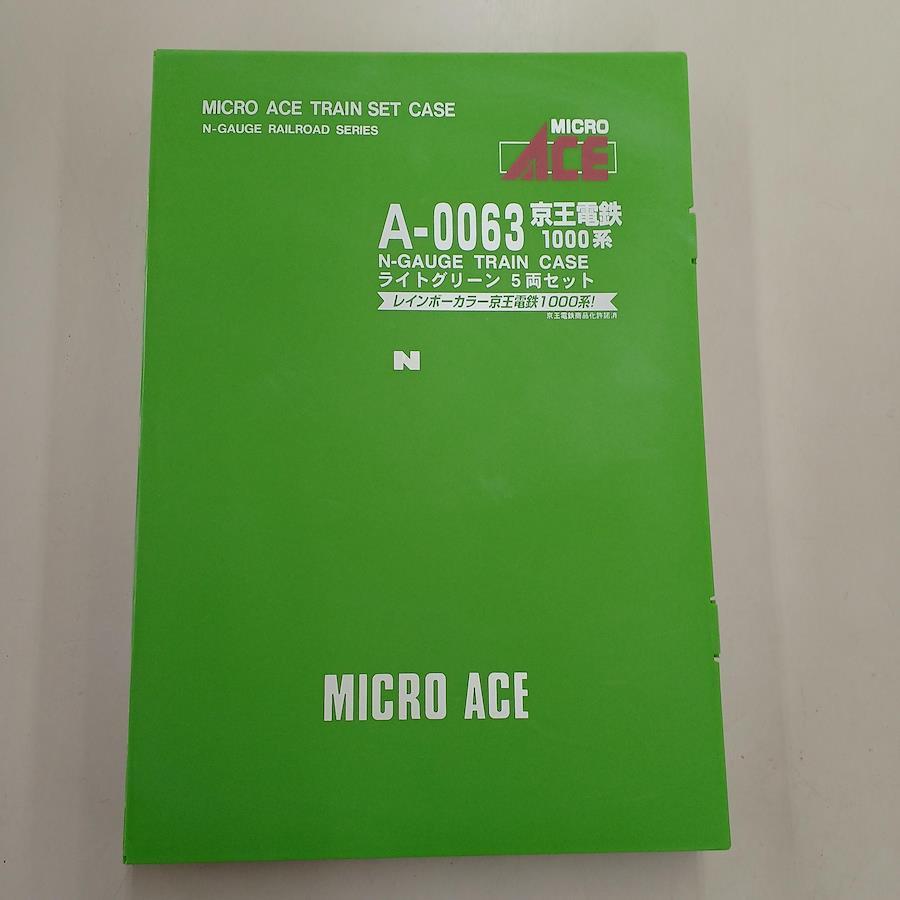 MICRO ACE TRAIN SET CASE
N-GAUGE RAILROAD SERIES
MICRO
ACE
A-0063 京王電鉄
1000系
N-GAUGE TRAIN CASE
ライトグリーン 5両セット
レインボーカラー京王電鉄1000系!
京王電鉄商品化許諾済
N
MICRO ACE